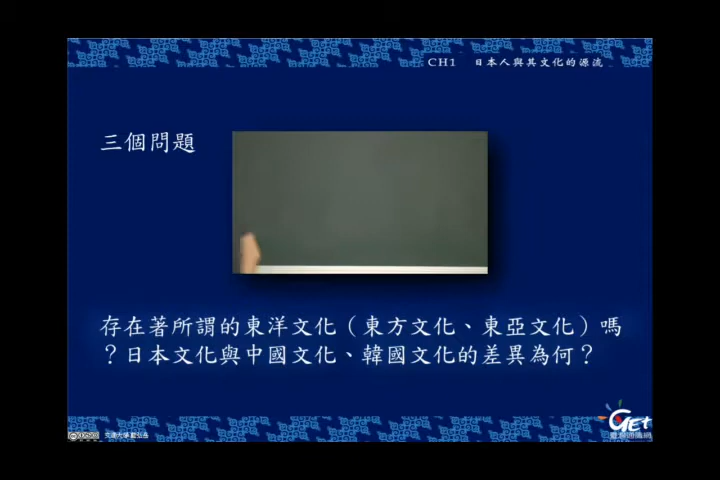 CH1 日本人與其文化的源流
三個問題
存在著所謂的東洋文化（東方文化、東亞文化）嗎
？日本文化與中國文化、韓國文化的差異為何？
GEt